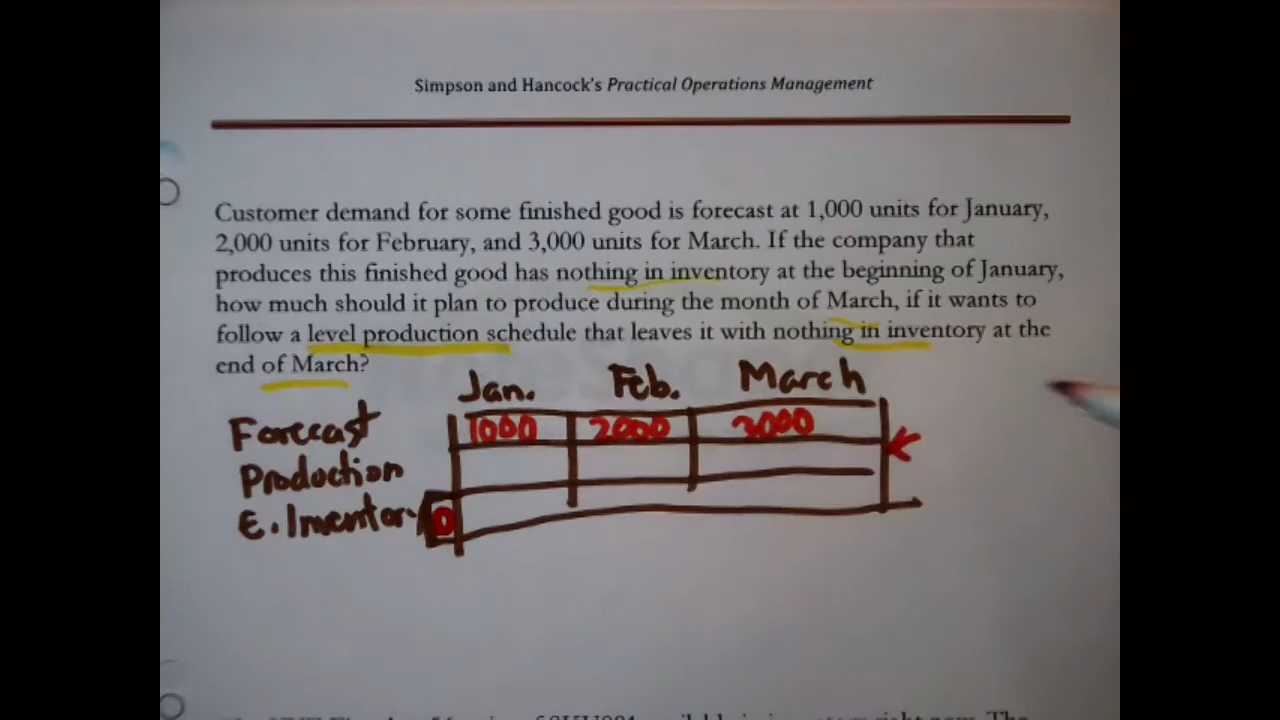 Simpson and Hancock's Practical Operations Management
Customer demand for some finished good is forecast at 1,000 units for January,
2,000 units for February, and 3,000 units for March. If the company that
produces this finished good has nothing in inventory at the beginning of January,
how much should it plan to produce during the month of March, if it wants to
follow a level production schedule that leaves it with nothing in inventory at the
end of March?
Jan. Feb. March
Forecast 1000 2000 3000
Production
E. Inventory 0